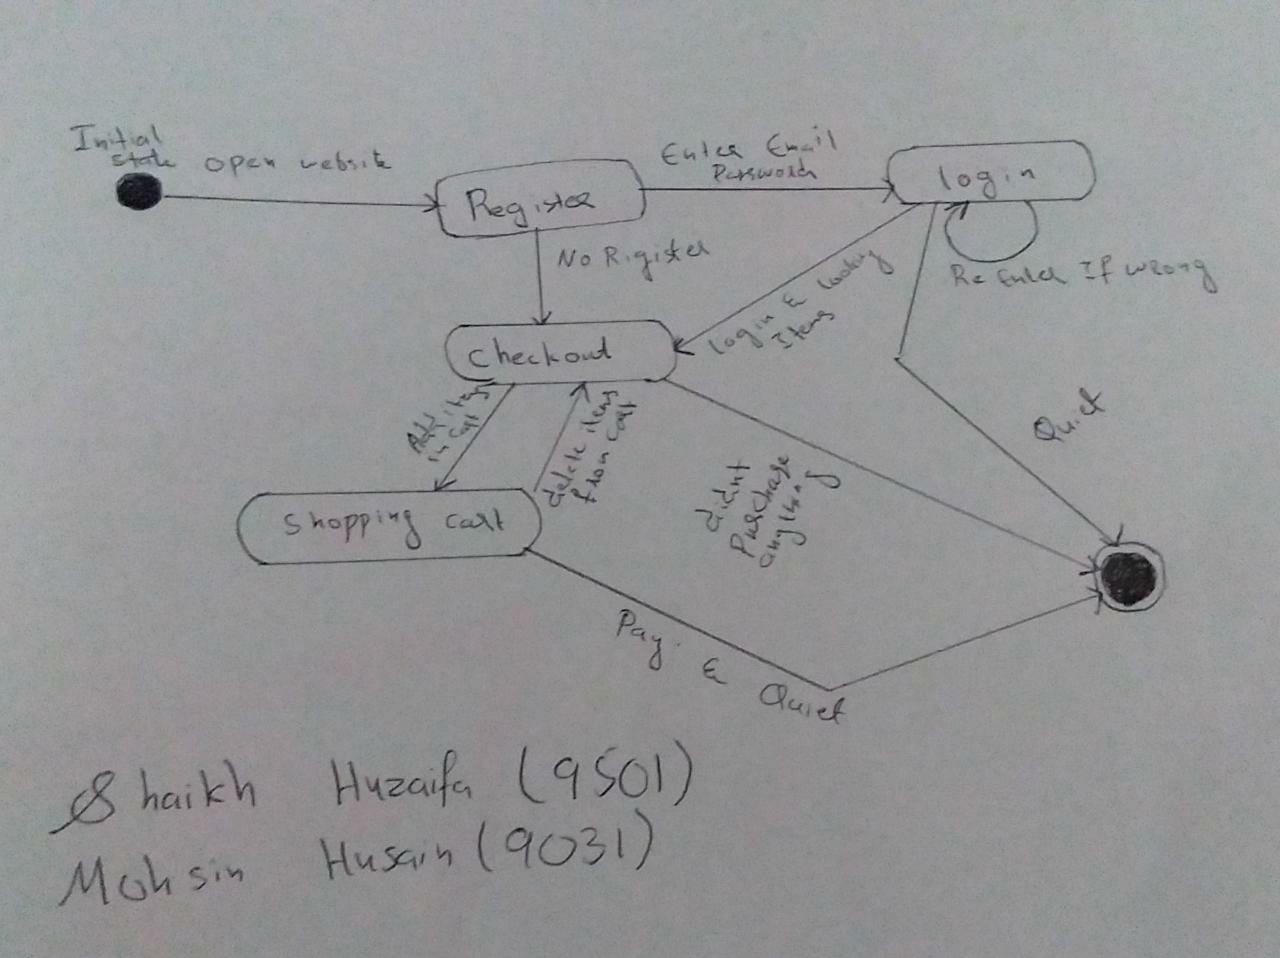 Initial
state open website
Register
Enter Email
Password
login
No Rigister
Re Enter If wrong
login & looking
Items
checkout
Add items
in cart
delete items
from cart
Quiet
didnt
Purchase
anything
shopping cart
Pay & Quiet
Shaikh Huzaifa (9501)
Mohsin Husain (9031)